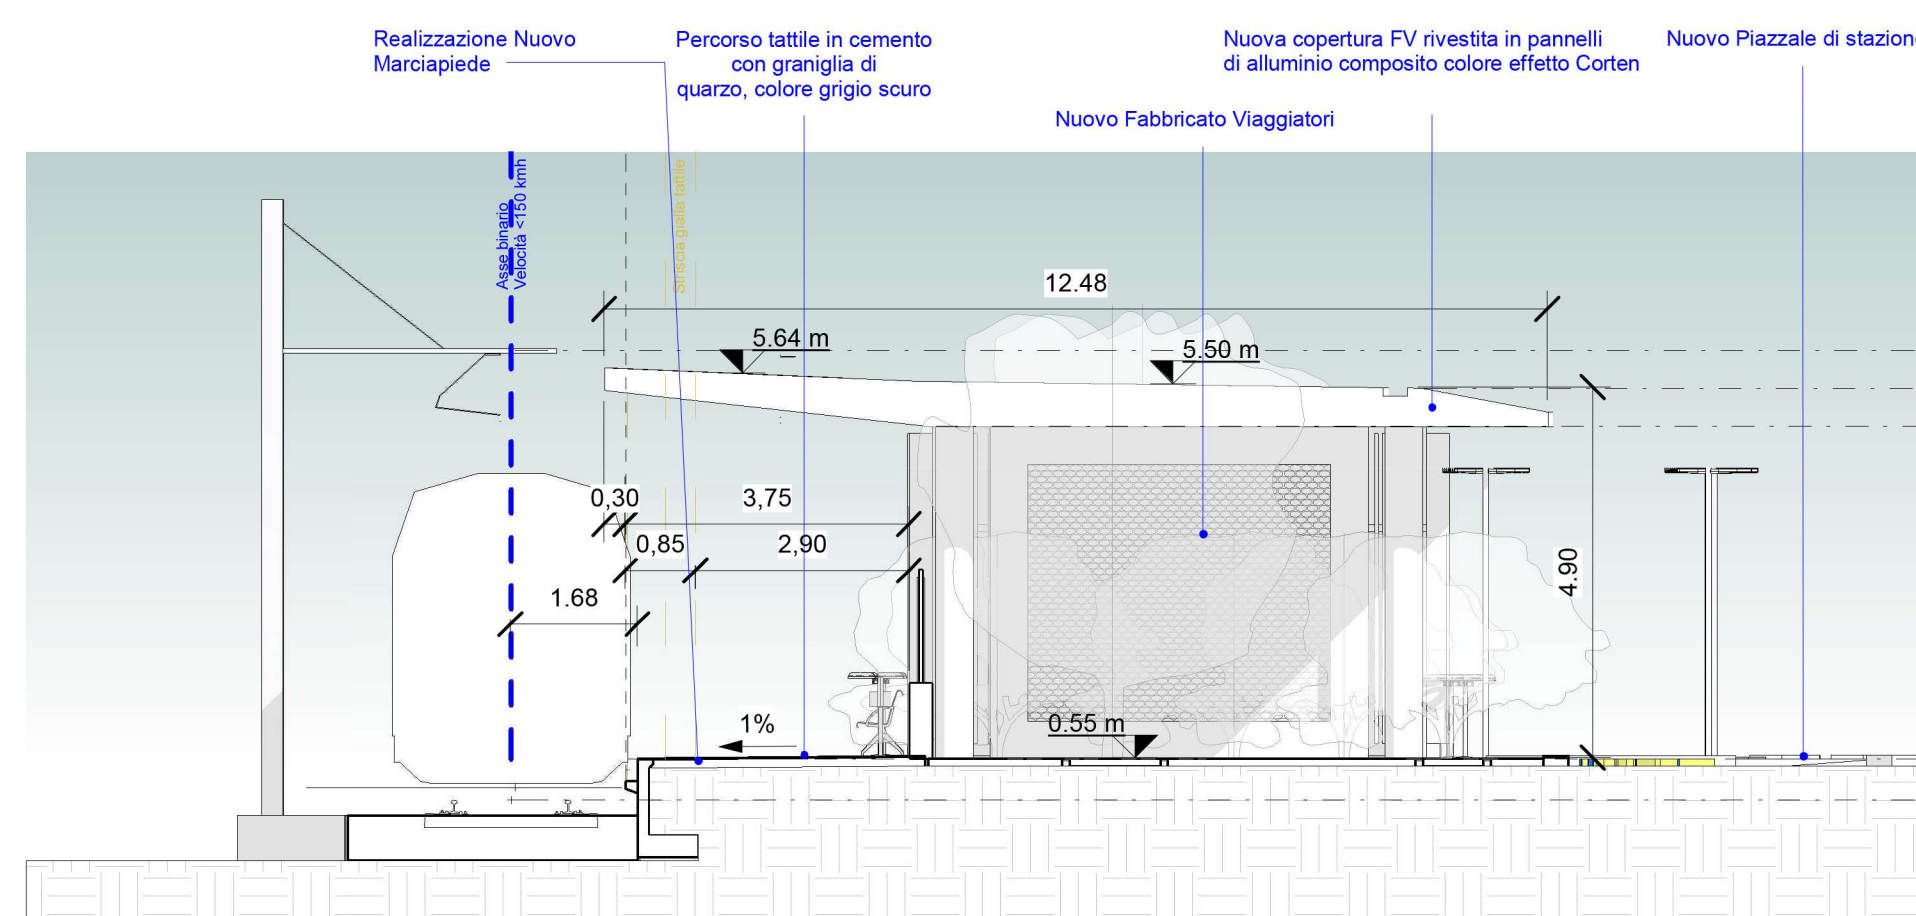 Realizzazione Nuovo
Marciapiede
Percorso tattile in cemento
con graniglia di
quarzo, colore grigio scuro
Nuova copertura FV rivestita in pannelli
di alluminio composito colore effetto Corten
Nuovo Piazzale di stazione
Nuovo Fabbricato Viaggiatori
Asse binario
Velocità <150 kmh
Striscia gialla tattile
12.48
5.64 m
5.50 m
0,30
3,75
0,85
2,90
1.68
4.90
1%
0.55 m